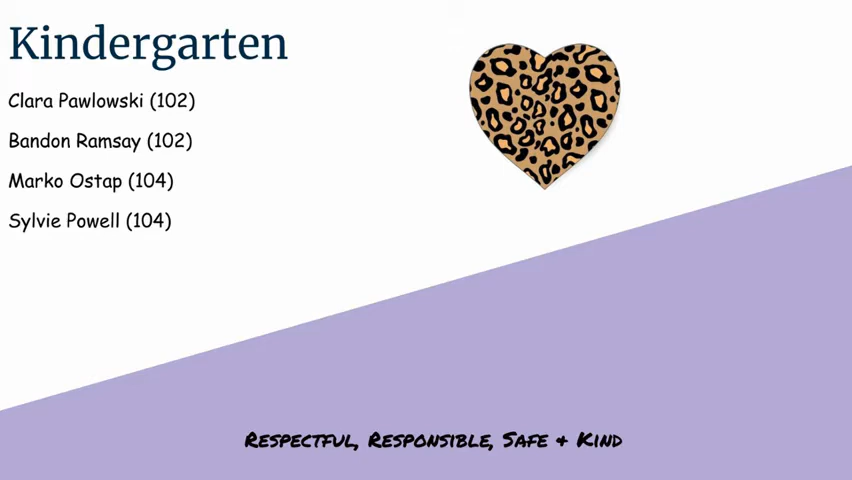 Kindergarten
Clara Pawlowski (102)
Bandon Ramsay (102)
Marko Ostap (104)
Sylvie Powell (104)
Respectful, Responsible, Safe & Kind